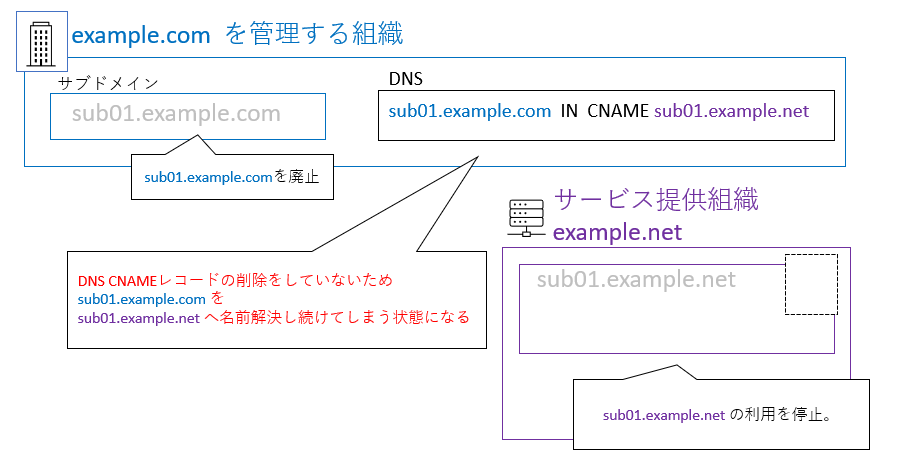 example.com を管理する組織
サブドメイン
sub01.example.com
sub01.example.comを廃止
DNS
sub01.example.com IN CNAME sub01.example.net
DNS CNAMEレコードの削除をしていないため
sub01.example.com を
sub01.example.net へ名前解決し続けてしまう状態になる
サービス提供組織
example.net
sub01.example.net
sub01.example.net の利用を停止。